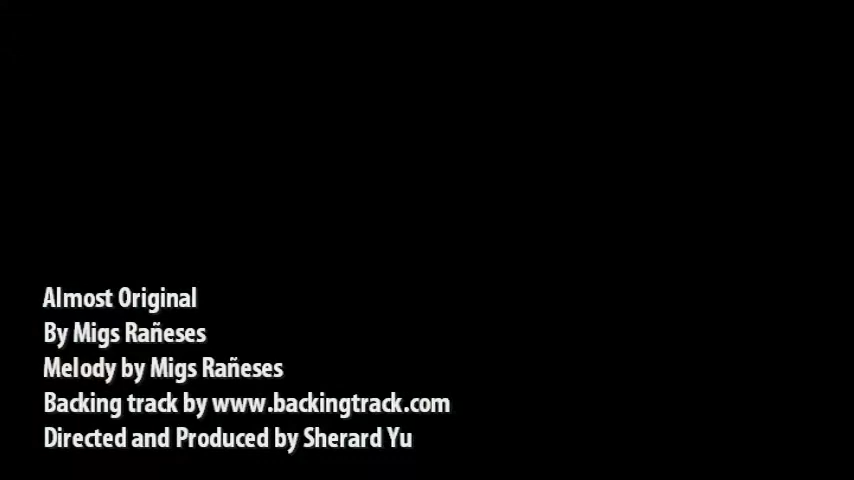 Almost Original
By Migs Rañeses
Melody by Migs Rañeses
Backing track by www.backingtrack.com
Directed and Produced by Sherard Yu